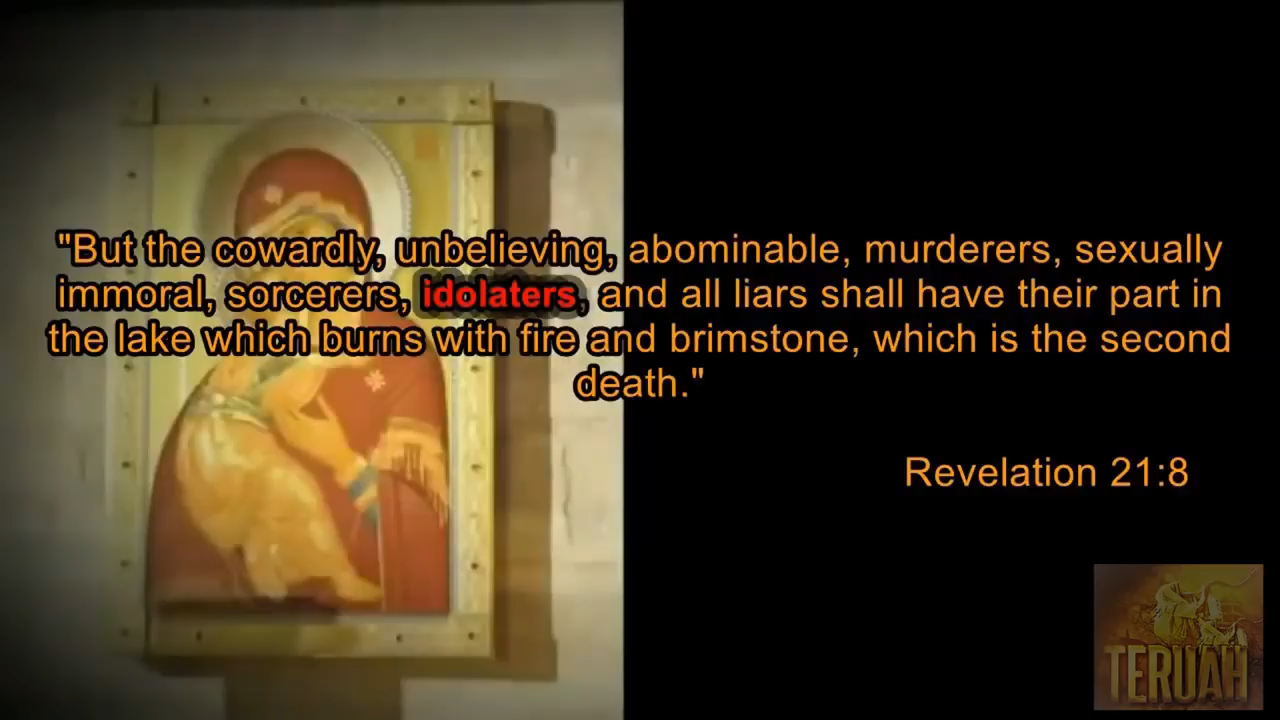 "But the cowardly, unbelieving, abominable, murderers, sexually
immoral, sorcerers, idolaters, and all liars shall have their part in
the lake which burns with fire and brimstone, which is the second
death."
Revelation 21:8
TERUAH